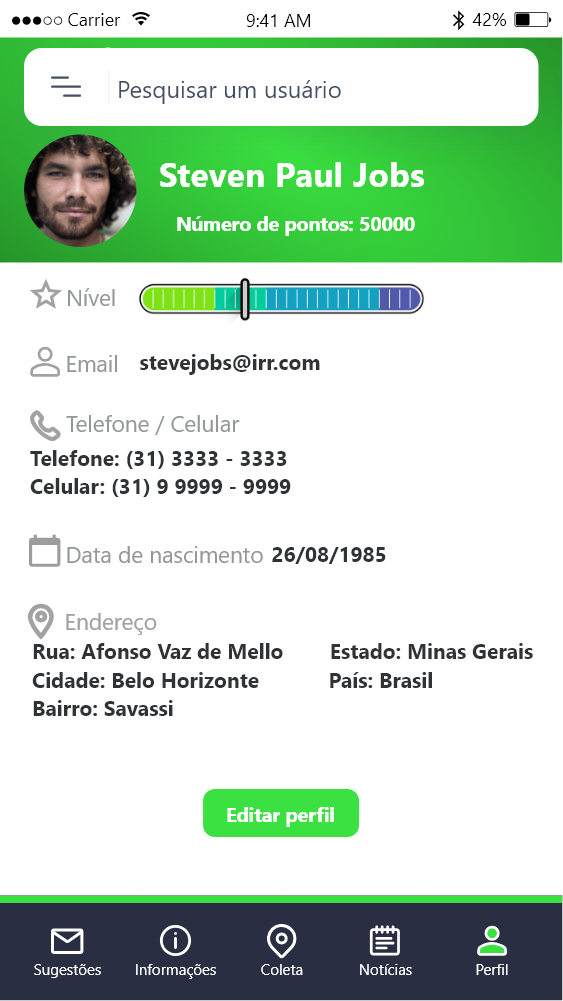 Carrier 9:41 AM 42%
Pesquisar um usuário
Steven Paul Jobs
Número de pontos: 50000
Nível
Email stevejobs@irr.com
Telefone / Celular
Telefone: (31) 3333 - 3333
Celular: (31) 9 9999 - 9999
Data de nascimento 26/08/1985
Endereço
Rua: Afonso Vaz de Mello Estado: Minas Gerais
Cidade: Belo Horizonte País: Brasil
Bairro: Savassi
Editar perfil
Sugestões Informações Coleta Notícias Perfil